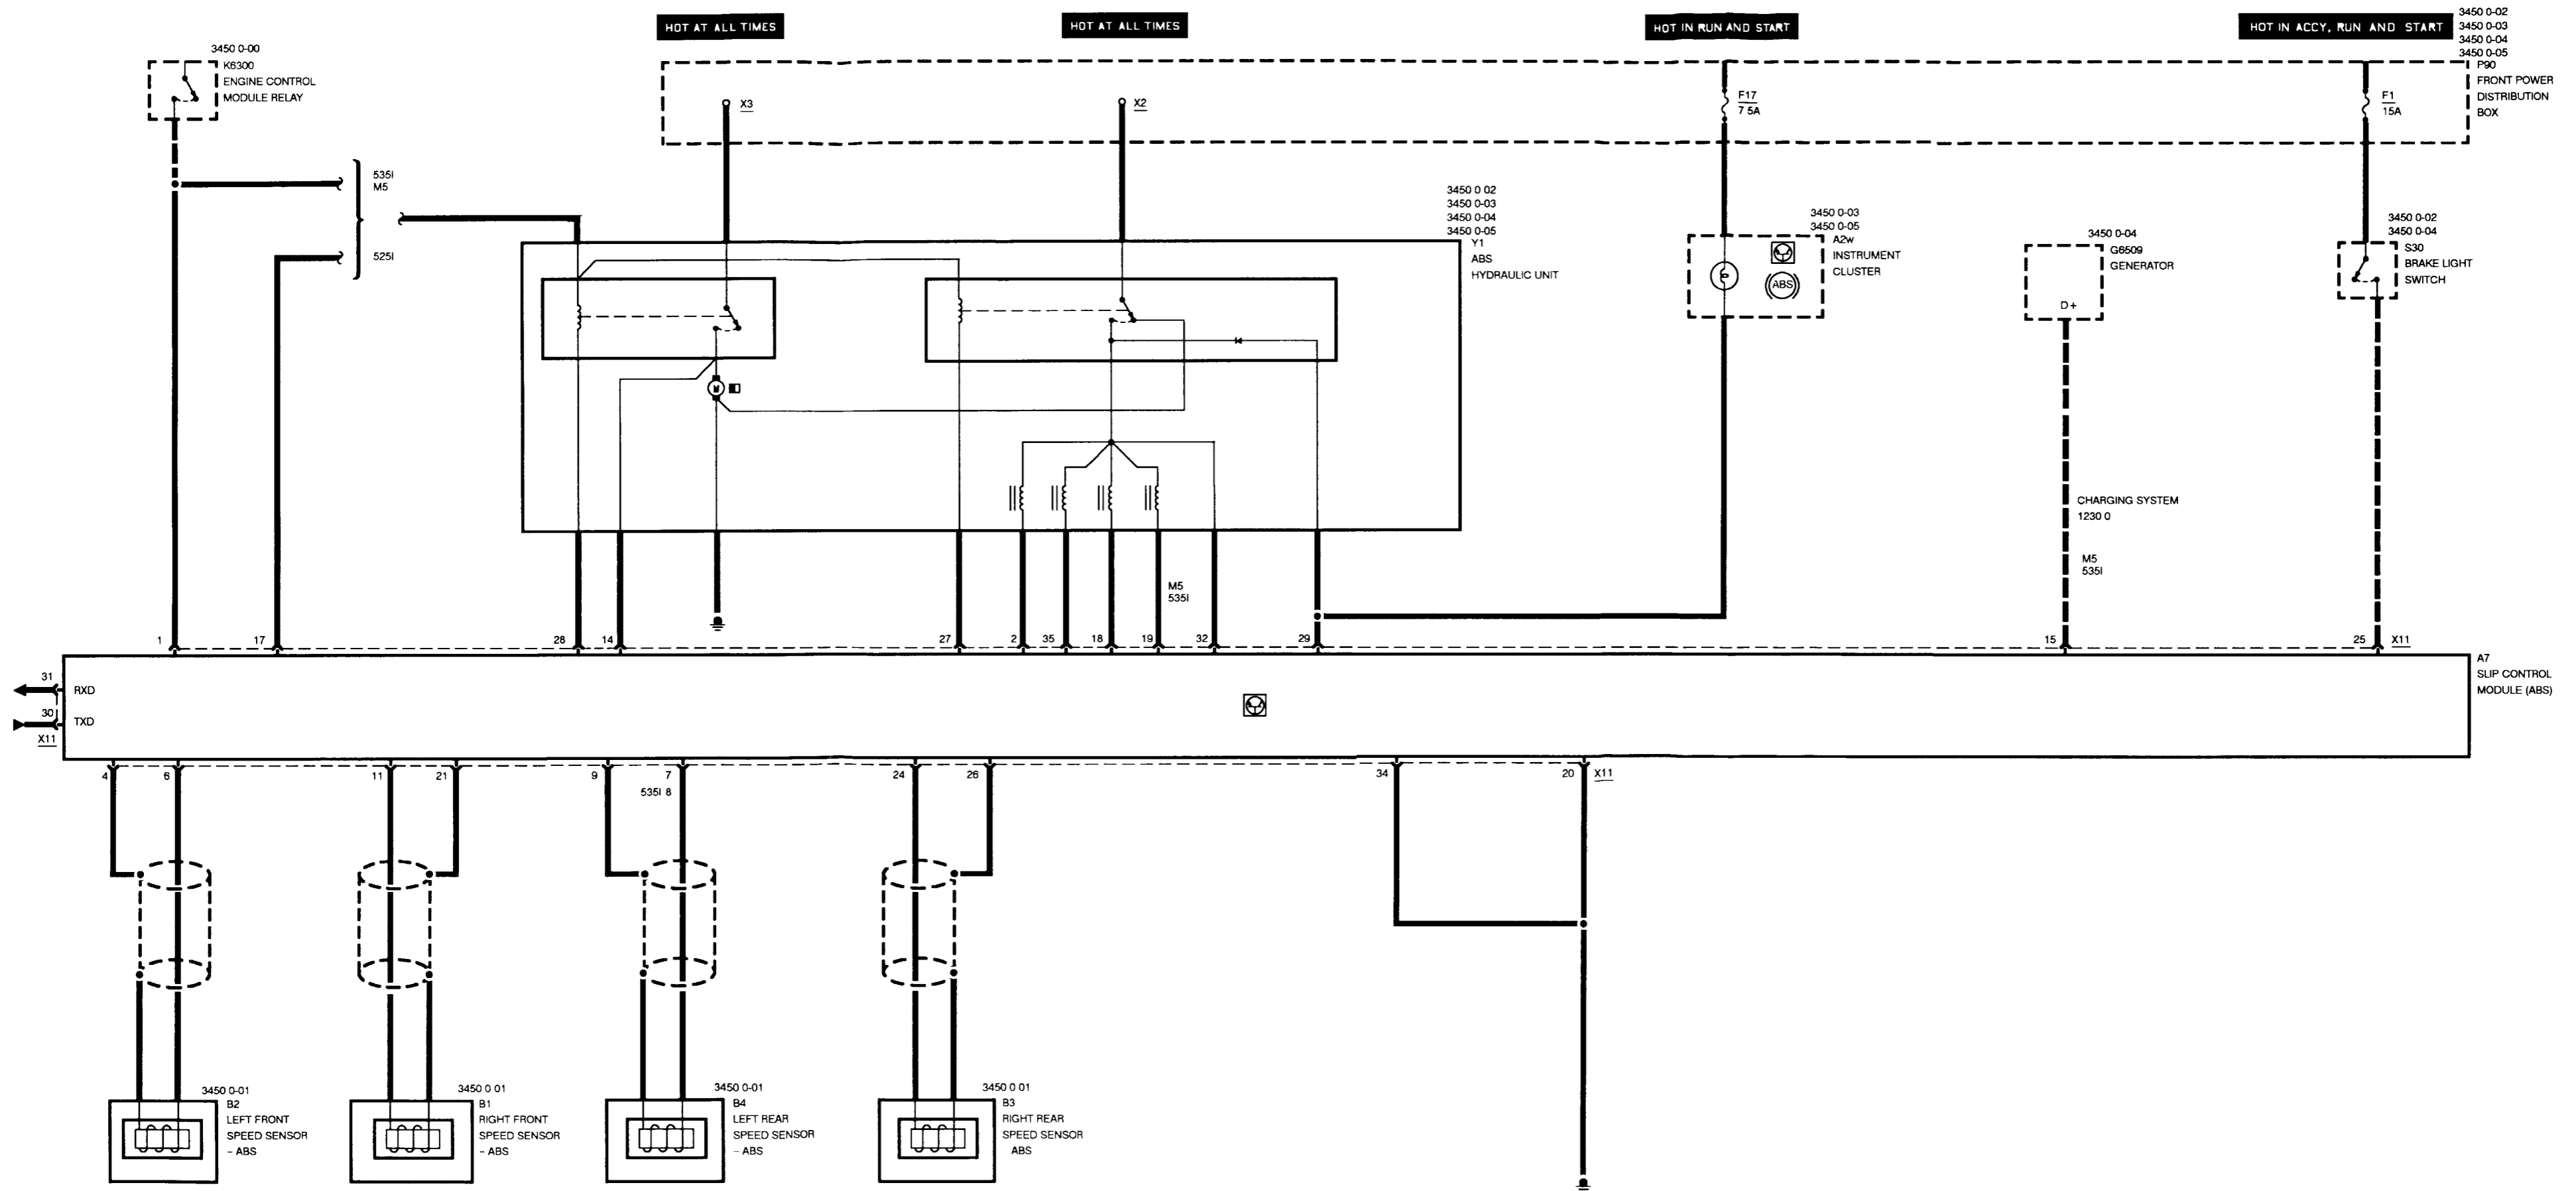 HOT AT ALL TIMES
HOT AT ALL TIMES
HOT IN RUN AND START
HOT IN ACCY, RUN AND START
3450 0-02
3450 0-03
3450 0-04
3450 0-05
P90
FRONT POWER
DISTRIBUTION
BOX
3450 0-00
K6300
ENGINE CONTROL
MODULE RELAY
X3
X2
F17
7 5A
F1
15A
535i
M5
525i
3450 0 02
3450 0-03
3450 0-04
3450 0-05
Y1
ABS
HYDRAULIC UNIT
M
3450 0-03
3450 0-05
A2w
INSTRUMENT
CLUSTER
ABS
3450 0-04
G6509
GENERATOR
D+
3450 0-02
3450 0-04
S30
BRAKE LIGHT
SWITCH
CHARGING SYSTEM
1230 0
M5
535I
M5
535I
1
17
28
14
27
2
35
18
19
32
29
15
25
X11
A7
SLIP CONTROL
MODULE (ABS)
31
RXD
30
TXD
X11
4
6
11
21
9
7
535I 8
24
26
34
20
X11
3450 0-01
B2
LEFT FRONT
SPEED SENSOR
– ABS
3450 0 01
B1
RIGHT FRONT
SPEED SENSOR
– ABS
3450 0-01
B4
LEFT REAR
SPEED SENSOR
– ABS
3450 0 01
B3
RIGHT REAR
SPEED SENSOR
ABS